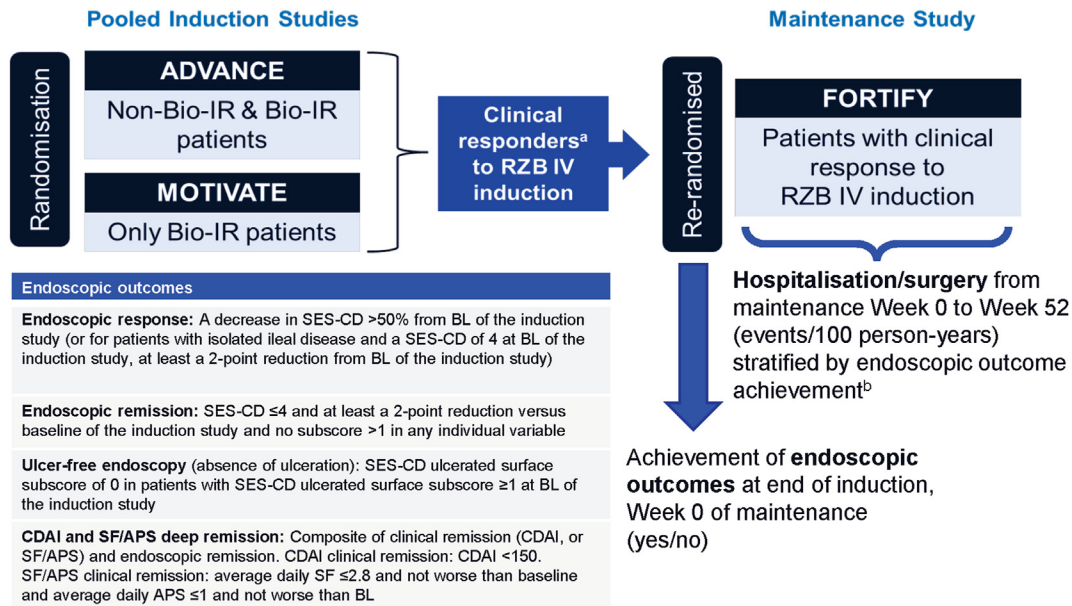 Pooled Induction Studies
Maintenance Study
Randomisation
ADVANCE
Non-Bio-IR & Bio-IR
patients
MOTIVATE
Only Bio-IR patients
Clinical
respondersᵃ
to RZB IV
induction
Re-randomised
FORTIFY
Patients with clinical
response to
RZB IV induction
Hospitalisation/surgery from
maintenance Week 0 to Week 52
(events/100 person-years)
stratified by endoscopic outcome
achievementᵇ
Achievement of endoscopic
outcomes at end of induction,
Week 0 of maintenance
(yes/no)
Endoscopic outcomes
Endoscopic response: A decrease in SES-CD >50% from BL of the induction
study (or for patients with isolated ileal disease and a SES-CD of 4 at BL of
the induction study, at least a 2-point reduction from BL of the induction study)
Endoscopic remission: SES-CD ≤4 and at least a 2-point reduction versus
baseline of the induction study and no subscore >1 in any individual variable
Ulcer-free endoscopy (absence of ulceration): SES-CD ulcerated surface
subscore of 0 in patients with SES-CD ulcerated surface subscore ≥1 at BL of
the induction study
CDAI and SF/APS deep remission: Composite of clinical remission (CDAI, or
SF/APS) and endoscopic remission. CDAI clinical remission: CDAI <150.
SF/APS clinical remission: average daily SF ≤2.8 and not worse than baseline
and average daily APS ≤1 and not worse than BL